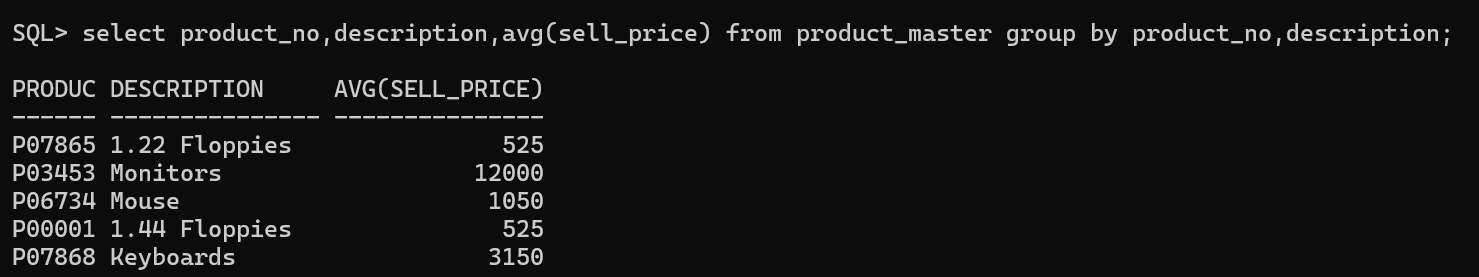 SQL> select product_no,description,avg(sell_price) from product_master group by product_no,description;
PRODUC DESCRIPTION     AVG(SELL_PRICE)
------ --------------- ---------------
P07865 1.22 Floppies               525
P03453 Monitors                  12000
P06734 Mouse                      1050
P00001 1.44 Floppies               525
P07868 Keyboards                  3150